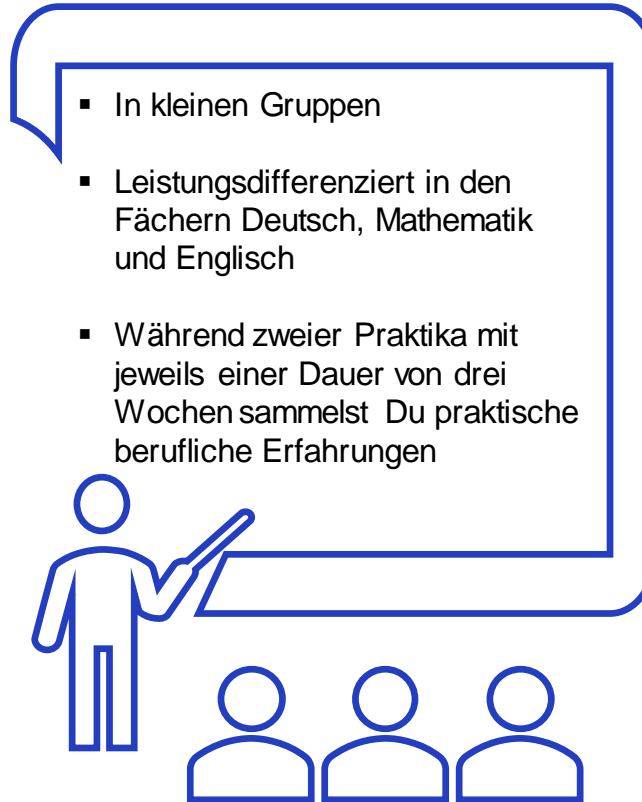 ▪ In kleinen Gruppen
▪ Leistungsdifferenziert in den
Fächern Deutsch, Mathematik
und Englisch
▪ Während zweier Praktika mit
jeweils einer Dauer von drei
Wochen sammelst Du praktische
berufliche Erfahrungen